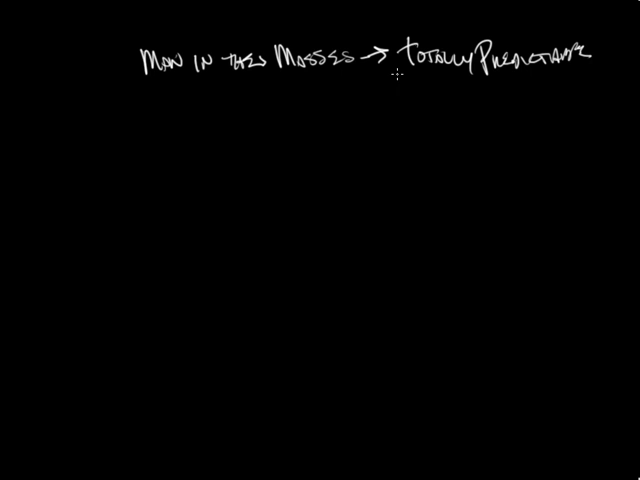 MAN IN THE MASSES → TOTALLY PREDICTABLE